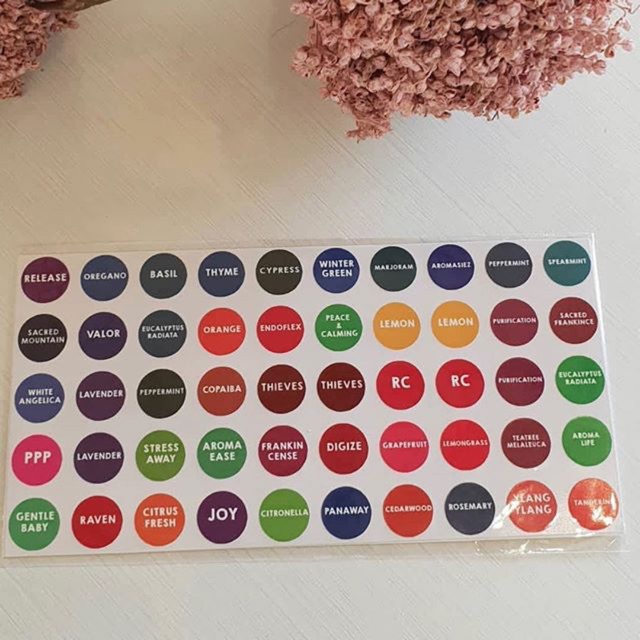 RELEASE OREGANO BASIL THYME CYPRESS WINTER GREEN MARJORAM AROMASIEZ PEPPERMINT SPEARMINT
SACRED MOUNTAIN VALOR EUCALYPTUS RADIATA ORANGE ENDOFLEX PEACE & CALMING LEMON LEMON PURIFICATION SACRED FRANKINCE
WHITE ANGELICA LAVENDER PEPPERMINT COPAIBA THIEVES THIEVES RC RC PURIFICATION EUCALYPTUS RADIATA
PPP LAVENDER STRESS AWAY AROMA EASE FRANKIN CENSE DIGIZE GRAPEFRUIT LEMONGRASS TEATREE MELALEUCA AROMA LIFE
GENTLE BABY RAVEN CITRUS FRESH JOY CITRONELLA PANAWAY CEDARWOOD ROSEMARY YLANG YLANG TANGERINE